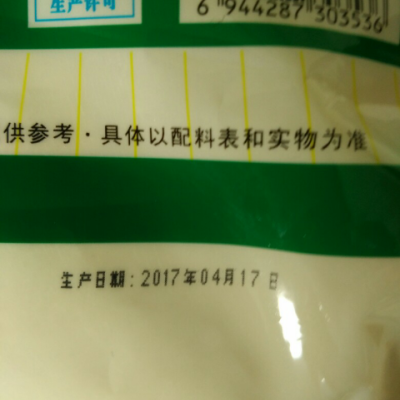 生产许可
6 944287 303536
供参考·具体以配料表和实物为准
生产日期:2017年04月17日